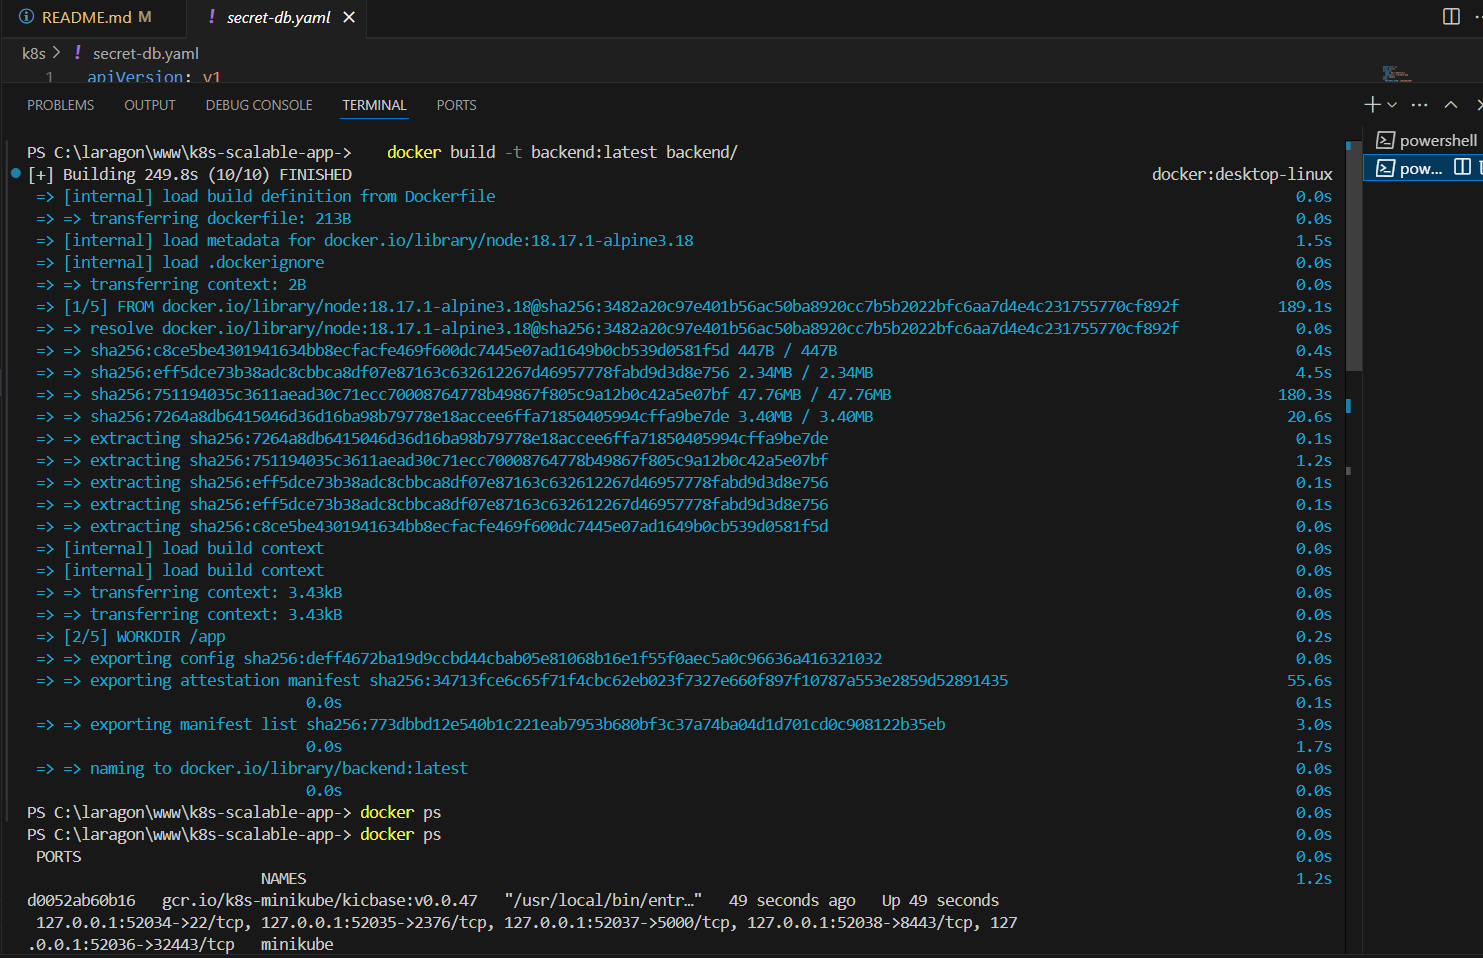 README.md M
secret-db.yaml
k8s > secret-db.yaml
1 apiVersion: v1
PROBLEMS OUTPUT DEBUG CONSOLE TERMINAL PORTS
powershell
pow...
PS C:\laragon\www\k8s-scalable-app-> docker build -t backend:latest backend/
[+] Building 249.8s (10/10) FINISHED docker:desktop-linux
=> [internal] load build definition from Dockerfile 0.0s
=> => transferring dockerfile: 213B 0.0s
=> [internal] load metadata for docker.io/library/node:18.17.1-alpine3.18 1.5s
=> [internal] load .dockerignore 0.0s
=> => transferring context: 2B 0.0s
=> [1/5] FROM docker.io/library/node:18.17.1-alpine3.18@sha256:3482a20c97e401b56ac50ba8920cc7b5b2022bfc6aa7d4e4c231755770cf892f 189.1s
=> => resolve docker.io/library/node:18.17.1-alpine3.18@sha256:3482a20c97e401b56ac50ba8920cc7b5b2022bfc6aa7d4e4c231755770cf892f 0.0s
=> => sha256:c8ce5be4301941634bb8ecfacfe469f600dc7445e07ad1649b0cb539d0581f5d 447B / 447B 0.4s
=> => sha256:eff5dce73b38adc8cbbca8df07e87163c632612267d46957778fabd9d3d8e756 2.34MB / 2.34MB 4.5s
=> => sha256:751194035c3611aead30c71ecc70008764778b49867f805c9a12b0c42a5e07bf 47.76MB / 47.76MB 180.3s
=> => sha256:7264a8db6415046d36d16ba98b79778e18accee6ffa71850405994cffa9be7de 3.40MB / 3.40MB 20.6s
=> => extracting sha256:7264a8db6415046d36d16ba98b79778e18accee6ffa71850405994cffa9be7de 0.1s
=> => extracting sha256:751194035c3611aead30c71ecc70008764778b49867f805c9a12b0c42a5e07bf 1.2s
=> => extracting sha256:eff5dce73b38adc8cbbca8df07e87163c632612267d46957778fabd9d3d8e756 0.1s
=> => extracting sha256:eff5dce73b38adc8cbbca8df07e87163c632612267d46957778fabd9d3d8e756 0.1s
=> => extracting sha256:c8ce5be4301941634bb8ecfacfe469f600dc7445e07ad1649b0cb539d0581f5d 0.0s
=> [internal] load build context 0.0s
=> [internal] load build context 0.0s
=> => transferring context: 3.43kB 0.0s
=> => transferring context: 3.43kB 0.0s
=> [2/5] WORKDIR /app 0.2s
=> => exporting config sha256:deff4672ba19d9ccbd44cbab05e81068b16e1f55f0aec5a0c96636a416321032 0.0s
=> => exporting attestation manifest sha256:34713fce6c65f71f4cbc62eb023f7327e660f897f10787a553e2859d52891435 55.6s
0.0s 0.1s
=> => exporting manifest list sha256:773dbbd12e540b1c221eab7953b680bf3c37a74ba04d1d701cd0c908122b35eb 3.0s
0.0s 1.7s
=> => naming to docker.io/library/backend:latest 0.0s
0.0s 0.0s
PS C:\laragon\www\k8s-scalable-app-> docker ps 0.0s
PS C:\laragon\www\k8s-scalable-app-> docker ps 0.0s
PORTS 0.0s
NAMES 1.2s
d0052ab60b16 gcr.io/k8s-minikube/kicbase:v0.0.47 "/usr/local/bin/entr…" 49 seconds ago Up 49 seconds
127.0.0.1:52034->22/tcp, 127.0.0.1:52035->2376/tcp, 127.0.0.1:52037->5000/tcp, 127.0.0.1:52038->8443/tcp, 127
.0.0.1:52036->32443/tcp minikube